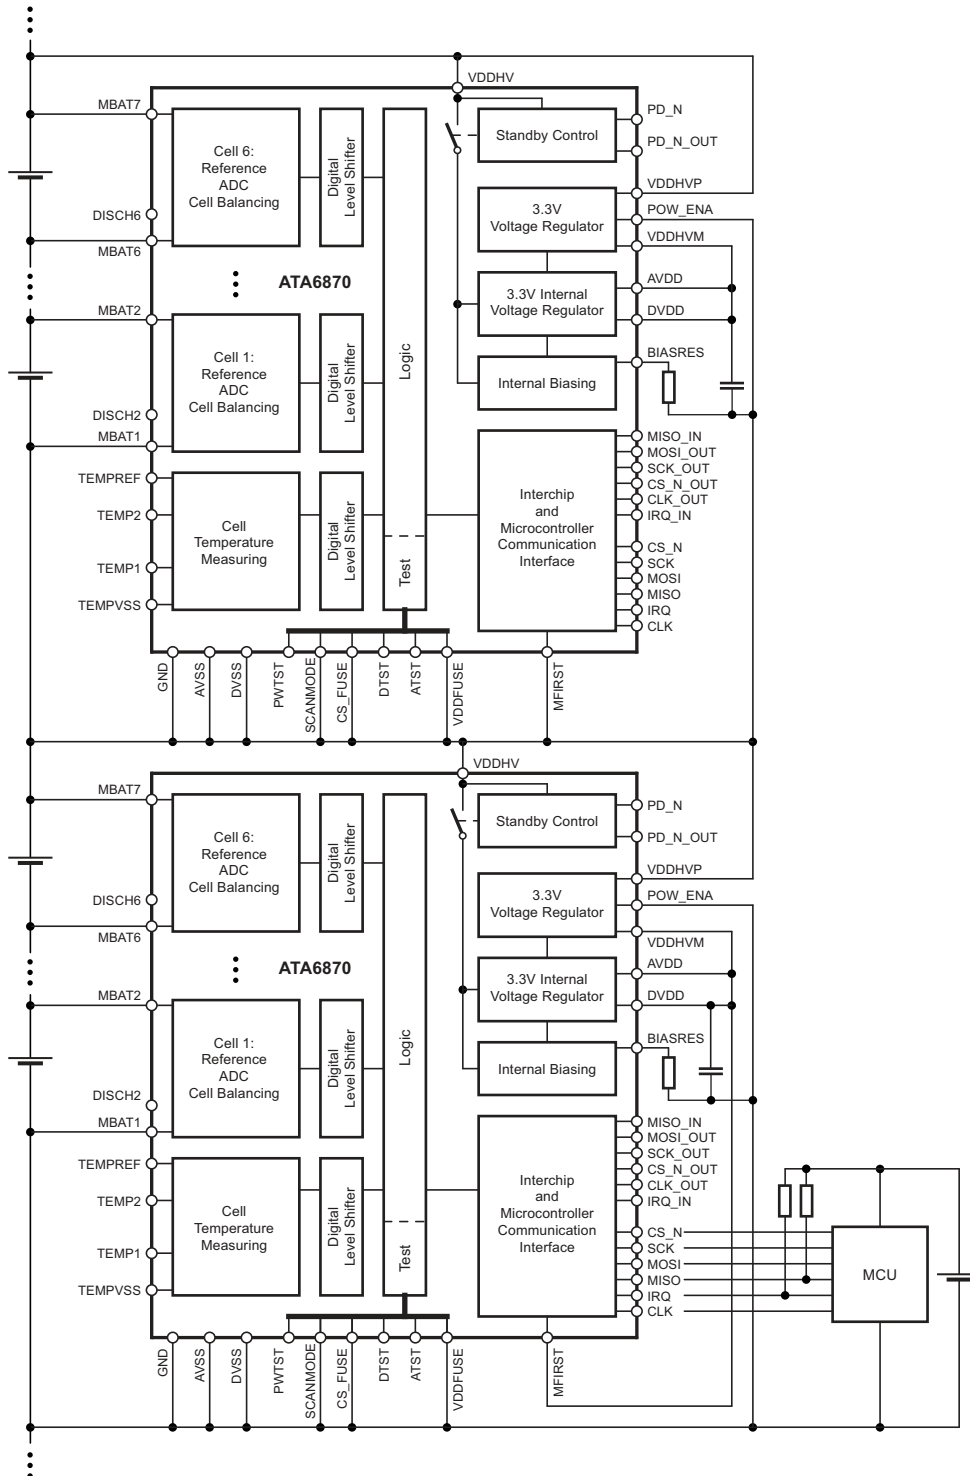 VDDHV
MBAT7
PD_N
Standby Control
PD_N_OUT
Cell 6:
Reference
ADC
Cell Balancing
Digital
Level Shifter
VDDHVP
3.3V
Voltage Regulator
POW_ENA
DISCH6
VDDHVM
MBAT6
ATA6870
AVDD
3.3V Internal
Voltage Regulator
MBAT2
DVDD
Logic
Cell 1:
Reference
ADC
Cell Balancing
Digital
Level Shifter
BIASRES
Internal Biasing
DISCH2
MBAT1
MISO_IN
MOSI_OUT
SCK_OUT
CS_N_OUT
CLK_OUT
IRQ_IN
TEMPREF
TEMP2
Cell
Temperature
Measuring
Digital
Level Shifter
Interchip
and
Microcontroller
Communication
Interface
CS_N
SCK
MOSI
MISO
IRQ
CLK
TEMP1
Test
TEMPVSS
GND
AVSS
DVSS
PWTST
SCANMODE
CS_FUSE
DTST
ATST
VDDFUSE
MFIRST
VDDHV
MBAT7
PD_N
Standby Control
PD_N_OUT
Cell 6:
Reference
ADC
Cell Balancing
Digital
Level Shifter
VDDHVP
3.3V
Voltage Regulator
POW_ENA
DISCH6
MBAT6
VDDHVM
ATA6870
AVDD
3.3V Internal
Voltage Regulator
MBAT2
DVDD
Logic
Cell 1:
Reference
ADC
Cell Balancing
Digital
Level Shifter
BIASRES
Internal Biasing
DISCH2
MBAT1
MISO_IN
MOSI_OUT
SCK_OUT
CS_N_OUT
CLK_OUT
IRQ_IN
TEMPREF
TEMP2
Cell
Temperature
Measuring
Digital
Level Shifter
Interchip
and
Microcontroller
Communication
Interface
CS_N
SCK
MOSI
MISO
IRQ
CLK
MCU
TEMP1
Test
TEMPVSS
GND
AVSS
DVSS
PWTST
SCANMODE
CS_FUSE
DTST
ATST
VDDFUSE
MFIRST